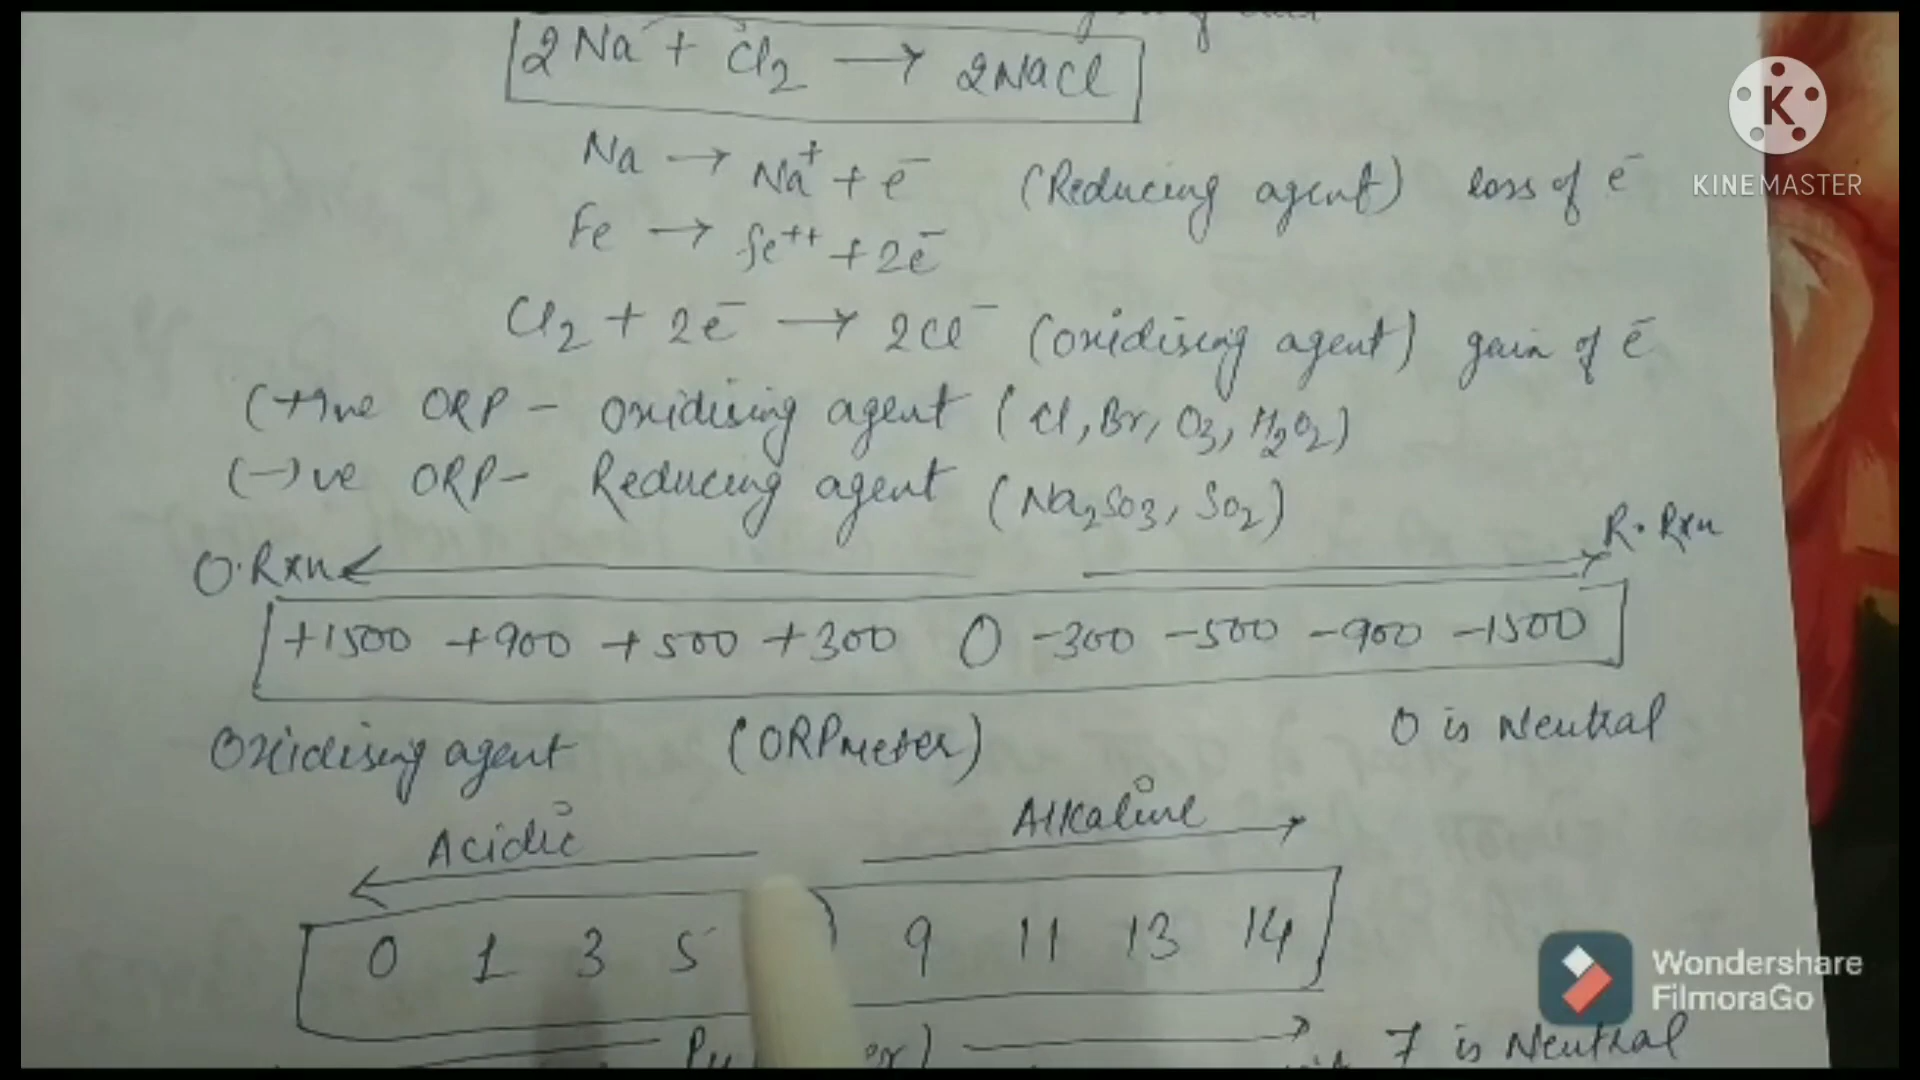 2Na + Cl2 → 2NaCl
K
KINEMASTER
Na → Na+ + e- (Reducing agent) loss of e-
Fe → fe++ + 2e-
Cl2 + 2e- → 2Cl- (oxidising agent) gain of e-
(+)ve ORP - oxidising agent (Cl, Br, O3, H2O2)
(-)ve ORP- Reducing agent (Na2SO3, SO2)
O.Rxn ← → R.Rxn
+1500 +900 +500 +300 0 -300 -500 -900 -1500
Oxidising agent (ORPmeter) 0 is Neutral
Acidic Alkaline
0 1 3 5 9 11 13 14
Wondershare
FilmoraGo
7 is Neutral